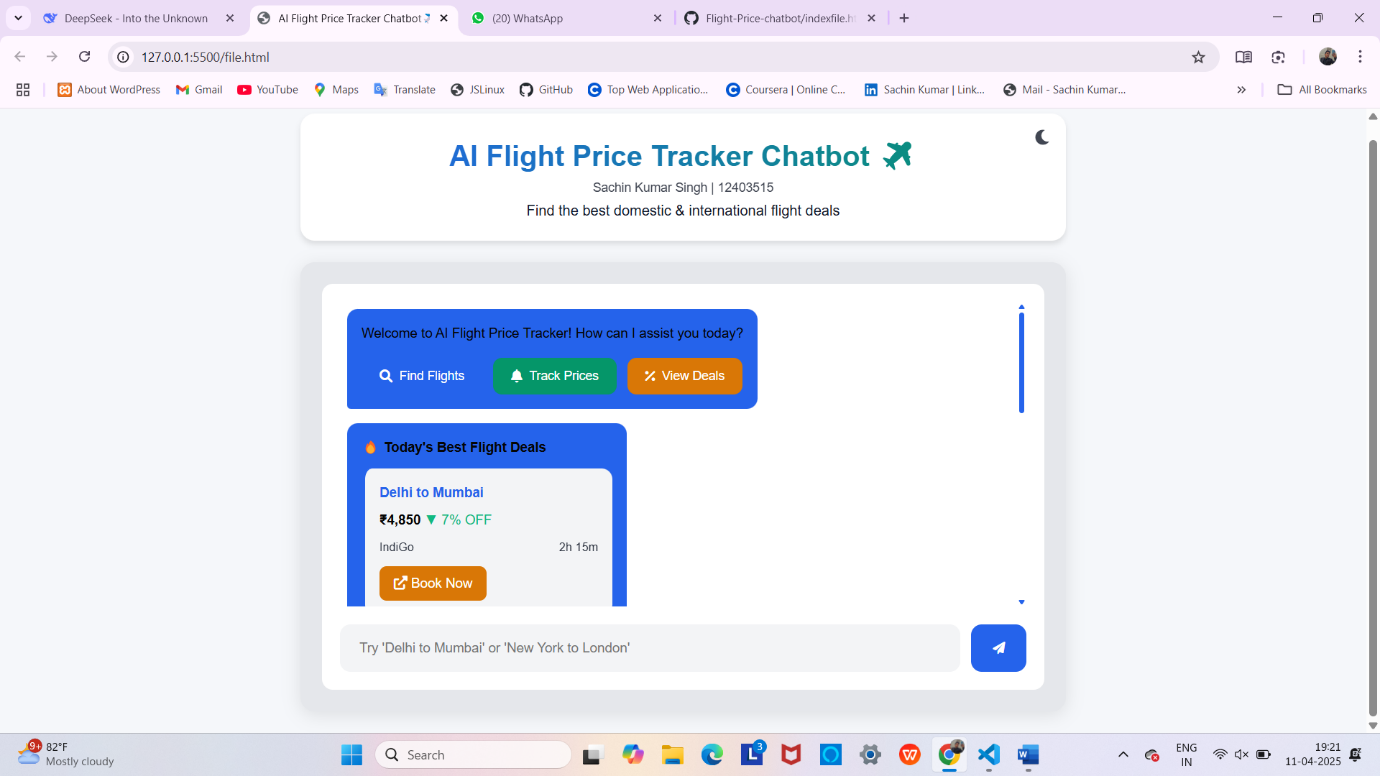 DeepSeek - Into the Unknown
AI Flight Price Tracker Chatbot
(20) WhatsApp
Flight-Price-chatbot/indexfile.h
127.0.0.1:5500/file.html
About WordPress
Gmail
YouTube
Maps
Translate
JSLinux
GitHub
Top Web Applicatio...
Coursera | Online C...
Sachin Kumar | Link...
Mail - Sachin Kumar...
All Bookmarks
AI Flight Price Tracker Chatbot
Sachin Kumar Singh | 12403515
Find the best domestic & international flight deals
Welcome to AI Flight Price Tracker! How can I assist you today?
Find Flights
Track Prices
View Deals
🔥 Today's Best Flight Deals
Delhi to Mumbai
₹4,850 ▼ 7% OFF
IndiGo 2h 15m
Book Now
Try 'Delhi to Mumbai' or 'New York to London'
9+
82°F
Mostly cloudy
Search
L 3
ENG
IN
19:21
11-04-2025